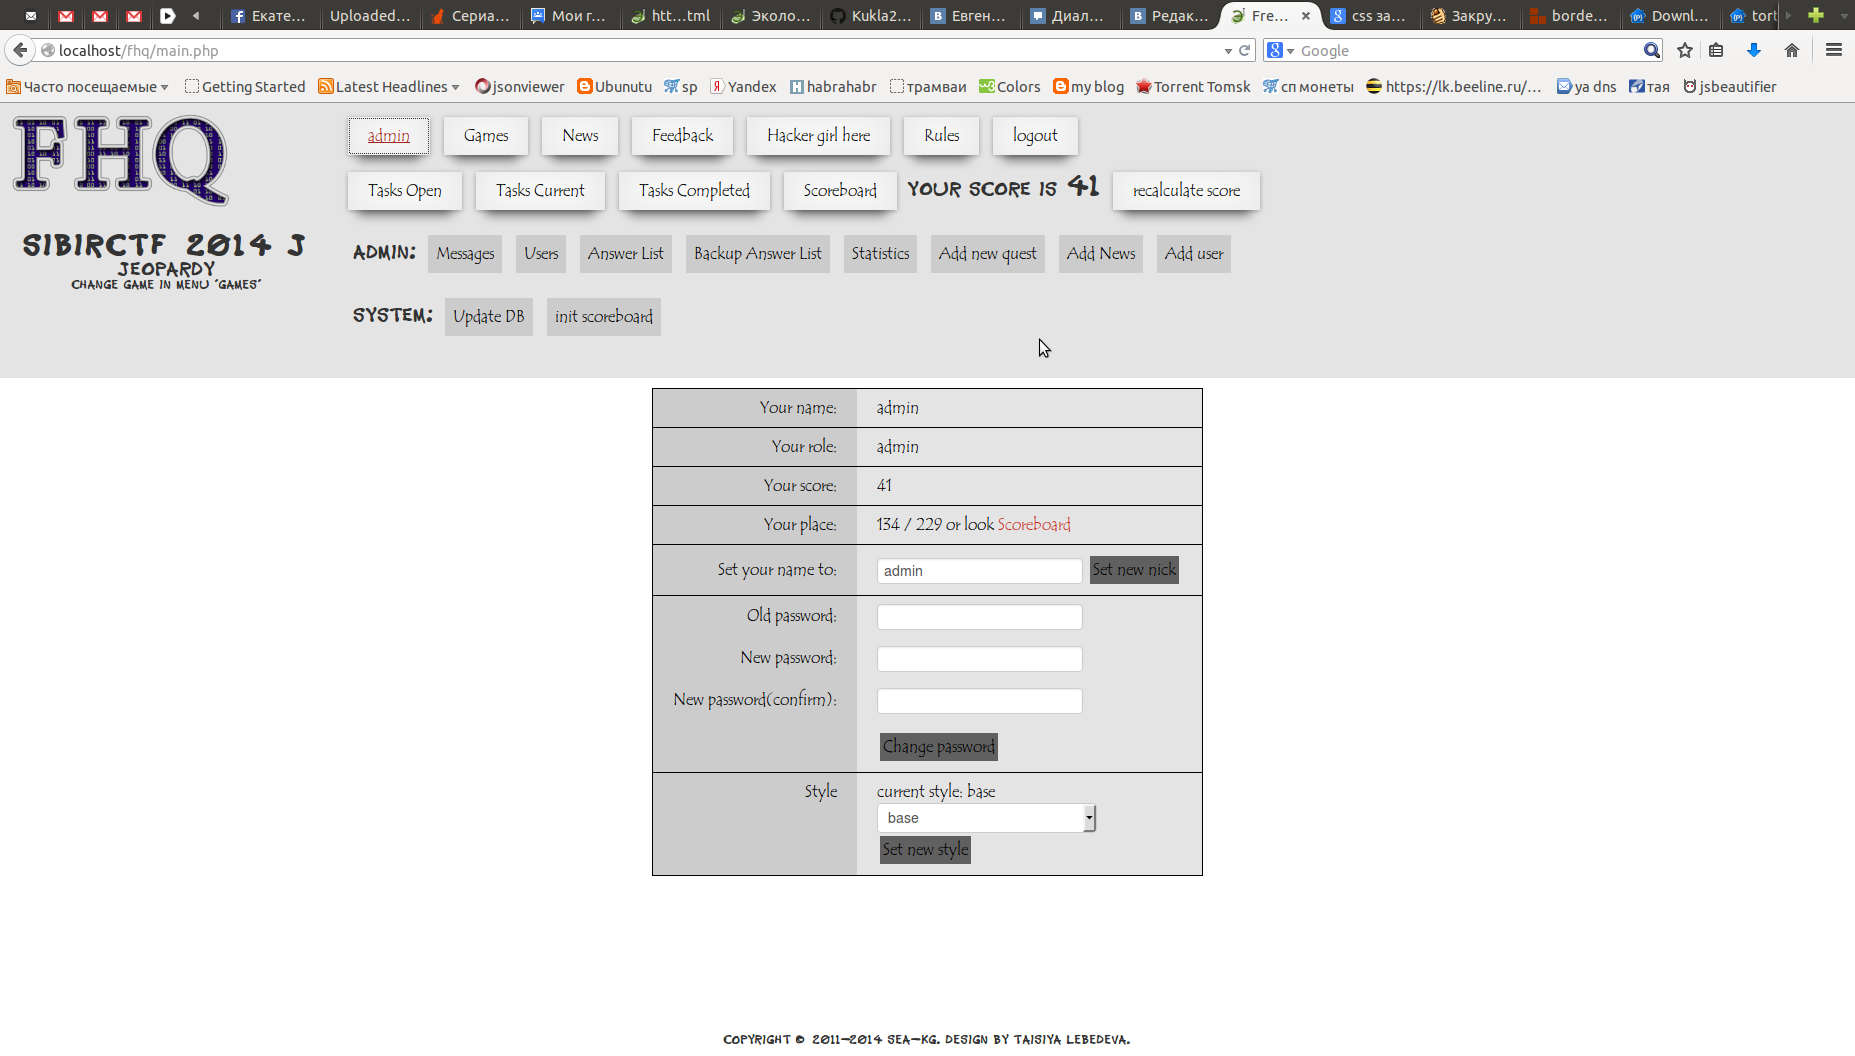 Екате...
Uploaded...
Сериа...
Мои г...
htt...tml
Эколо...
Kukla2...
Евген...
Диал...
Редак...
Fre...
css за...
Закру...
borde...
Downl...
tort
localhost/fhq/main.php
Google
Часто посещаемые
Getting Started
Latest Headlines
jsonviewer
Ubunutu
sp
Yandex
habrahabr
трамваи
Colors
my blog
Torrent Tomsk
сп монеты
https://lk.beeline.ru/...
ya dns
тая
jsbeautifier
FHQ
SIBIRCTF 2014 J
JEOPARDY
CHANGE GAME IN MENU 'GAMES'
admin
Games
News
Feedback
Hacker girl here
Rules
logout
Tasks Open
Tasks Current
Tasks Completed
Scoreboard
YOUR SCORE IS 41
recalculate score
ADMIN:
Messages
Users
Answer List
Backup Answer List
Statistics
Add new quest
Add News
Add user
SYSTEM:
Update DB
init scoreboard
Your name: admin
Your role: admin
Your score: 41
Your place: 134 / 229 or look Scoreboard
Set your name to: admin Set new nick
Old password:
New password:
New password(confirm):
Change password
Style current style: base
base
Set new style
COPYRIGHT © 2011-2014 SEA-KG. DESIGN BY TAISIYA LEBEDEVA.